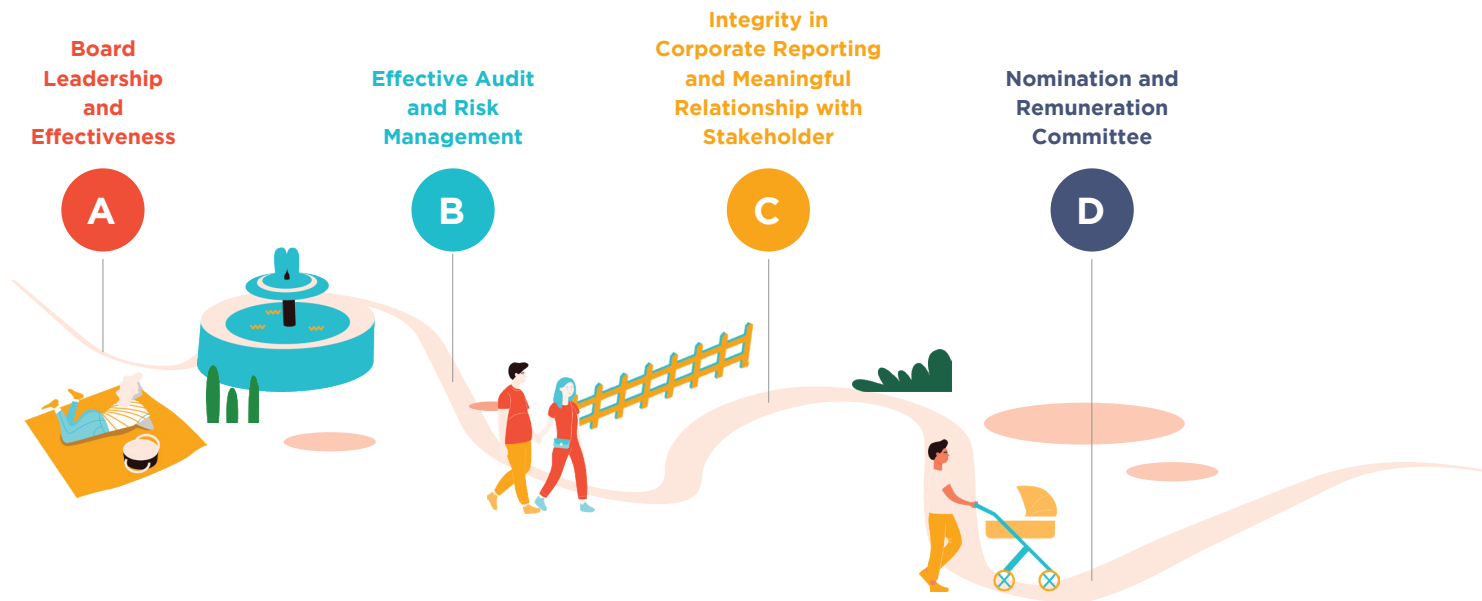 Board
Leadership
and
Effectiveness
A
Effective Audit
and Risk
Management
B
Integrity in
Corporate Reporting
and Meaningful
Relationship with
Stakeholder
C
Nomination and
Remuneration
Committee
D